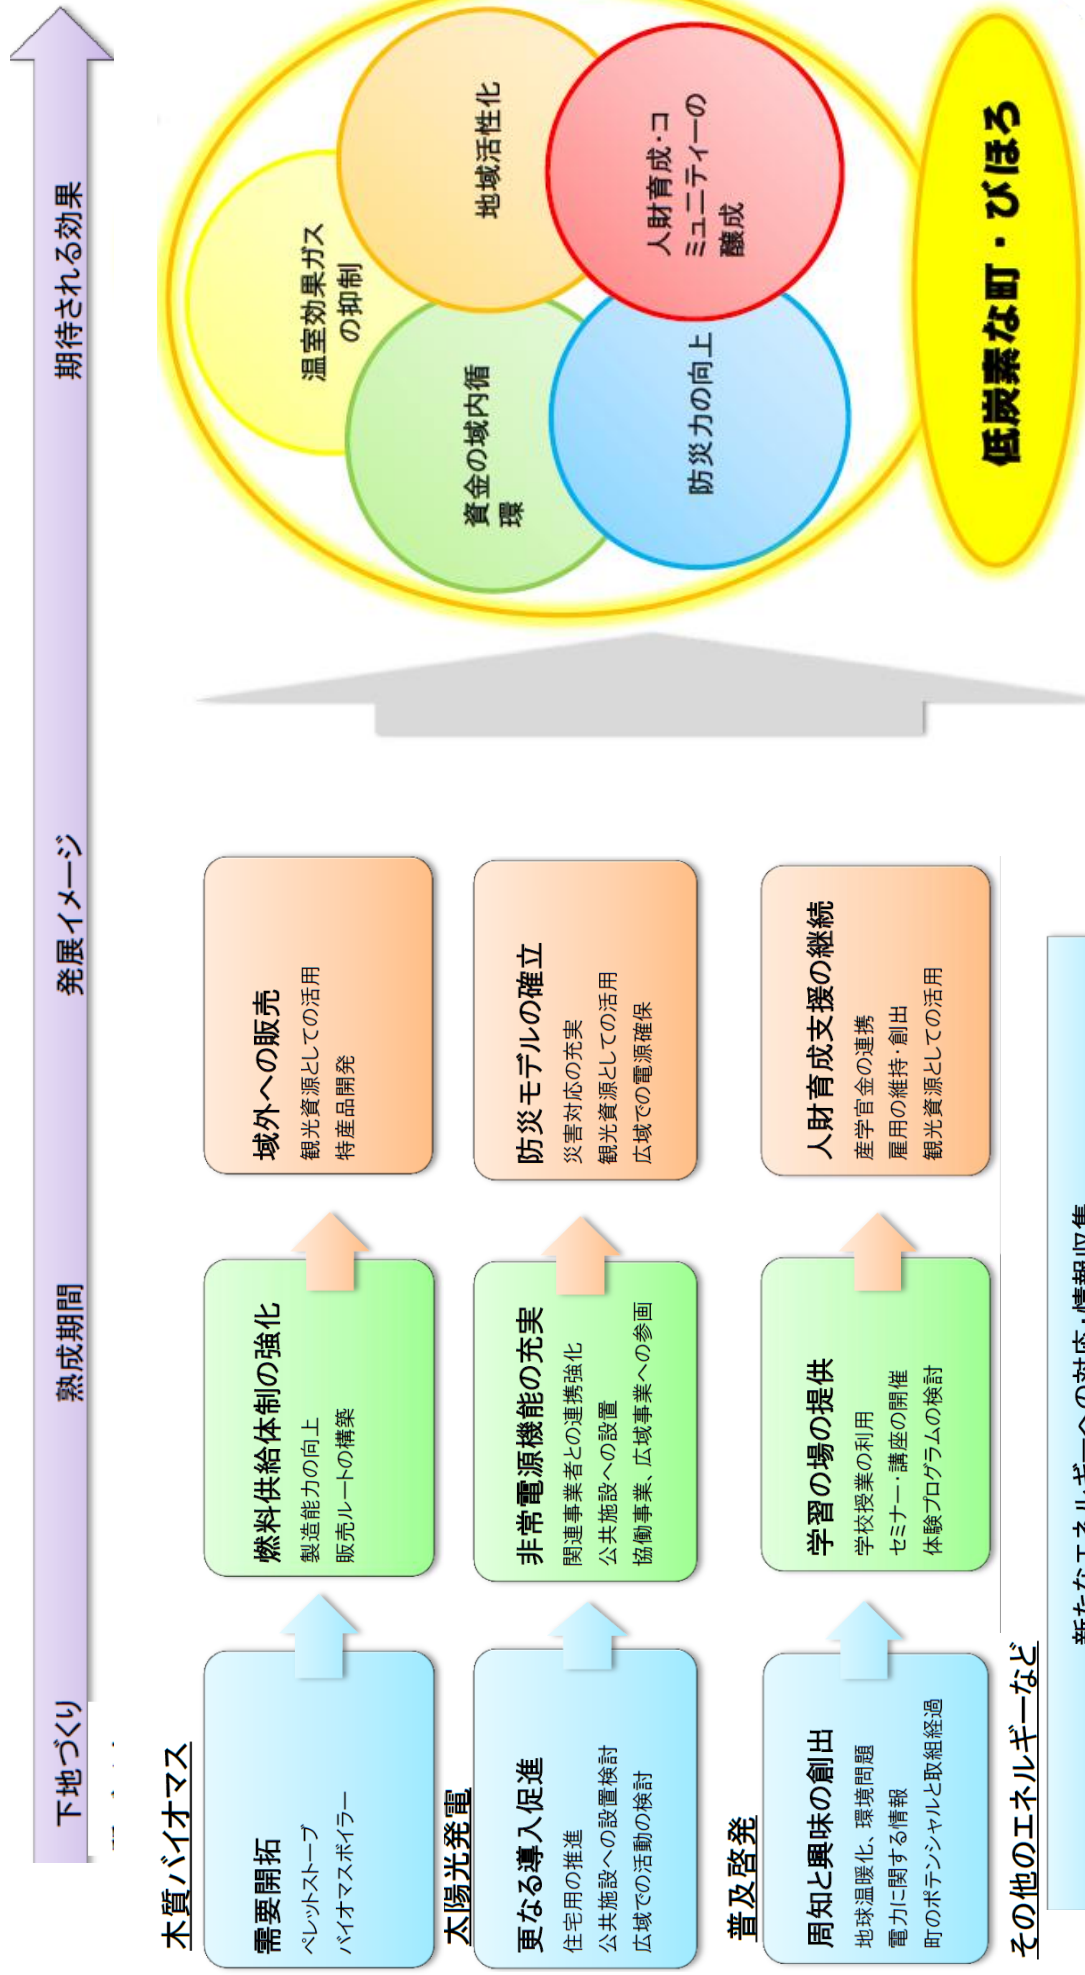 下地づくり
熟成期間
発展イメージ
期待される効果
木質バイオマス
需要開拓
ペレットストーブ
バイオマスボイラー
燃料供給体制の強化
製造能力の向上
販売ルートの構築
域外への販売
観光資源としての活用
特産品開発
太陽光発電
更なる導入促進
住宅用の推進
公共施設への設置検討
広域での活動の検討
非常電源機能の充実
関連事業者との連携強化
公共施設への設置
協働事業、広域事業への参画
防災モデルの確立
災害対応の充実
観光資源としての活用
広域での電源確保
普及啓発
周知と興味の創出
地球温暖化、環境問題
電力に関する情報
町のポテンシャルと取組経過
学習の場の提供
学校授業の利用
セミナー・講座の開催
体験プログラムの検討
人財育成支援の継続
産学官金の連携
雇用の維持・創出
観光資源としての活用
その他のエネルギーなど
新たなエネルギーへの対応・情報収集
温室効果ガス
の抑制
資金の域内循
環
地域活性化
防災力の向上
人財育成・コ
ミュニティーの
醸成
低炭素な町・びほろ